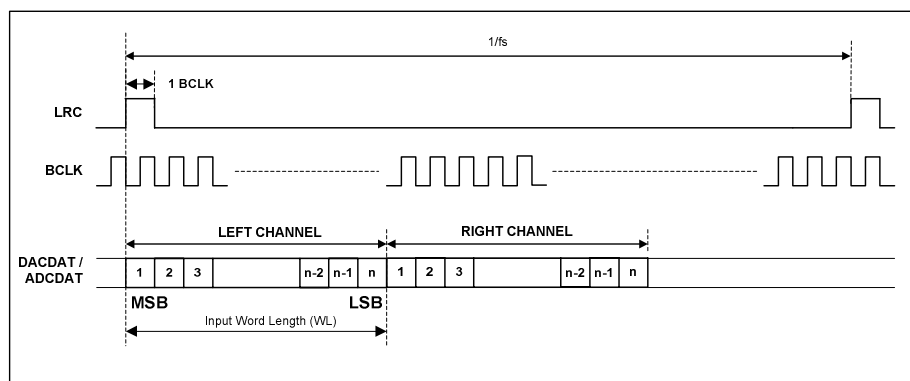 1/fs
1 BCLK
LRC
BCLK
LEFT CHANNEL RIGHT CHANNEL
DACDAT /
ADCDAT
1 2 3 n-2 n-1 n 1 2 3 n-2 n-1 n
MSB LSB
Input Word Length (WL)